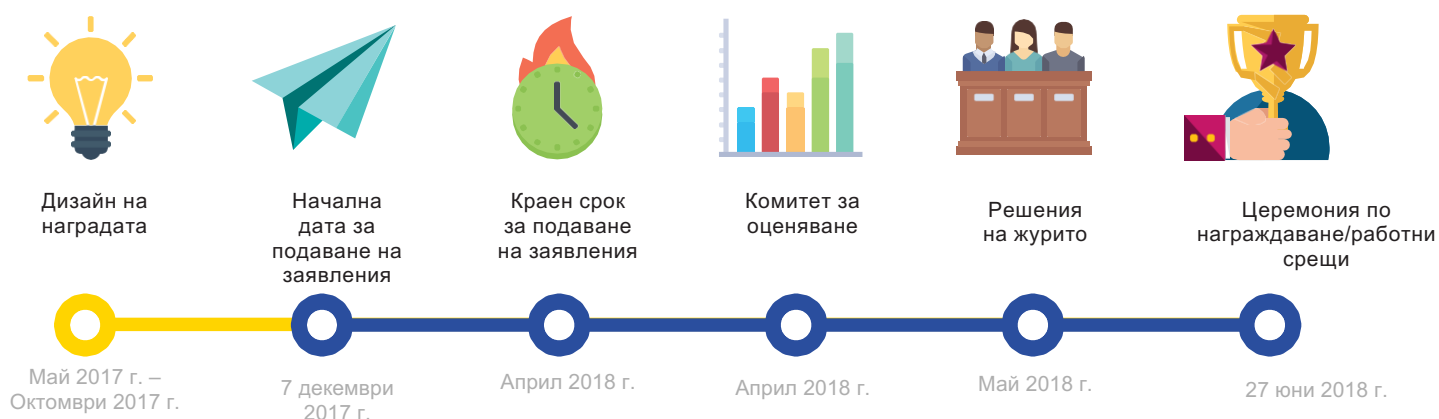 Дизайн на
наградата
Начална
дата за
подаване на
заявления
Краен срок
за подаване
на заявления
Комитет за
оценяване
Решения
на журито
Церемония по
награждаване/работни
срещи
Май 2017 г. –
Октомври 2017 г.
7 декември
2017 г.
Април 2018 г.
Април 2018 г.
Май 2018 г.
27 юни 2018 г.